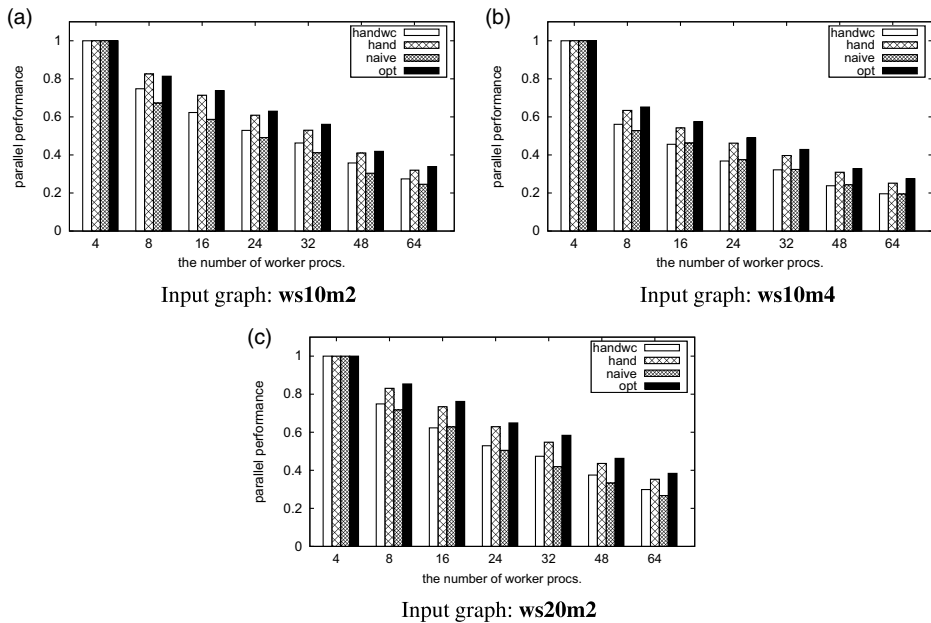 (a)
handwc
hand
naive
opt
parallel performance
1
0.8
0.6
0.4
0.2
0
4 8 16 24 32 48 64
the number of worker procs.
Input graph: ws10m2
(b)
handwc
hand
naive
opt
parallel performance
1
0.8
0.6
0.4
0.2
0
4 8 16 24 32 48 64
the number of worker procs.
Input graph: ws10m4
(c)
handwc
hand
naive
opt
parallel performance
1
0.8
0.6
0.4
0.2
0
4 8 16 24 32 48 64
the number of worker procs.
Input graph: ws20m2